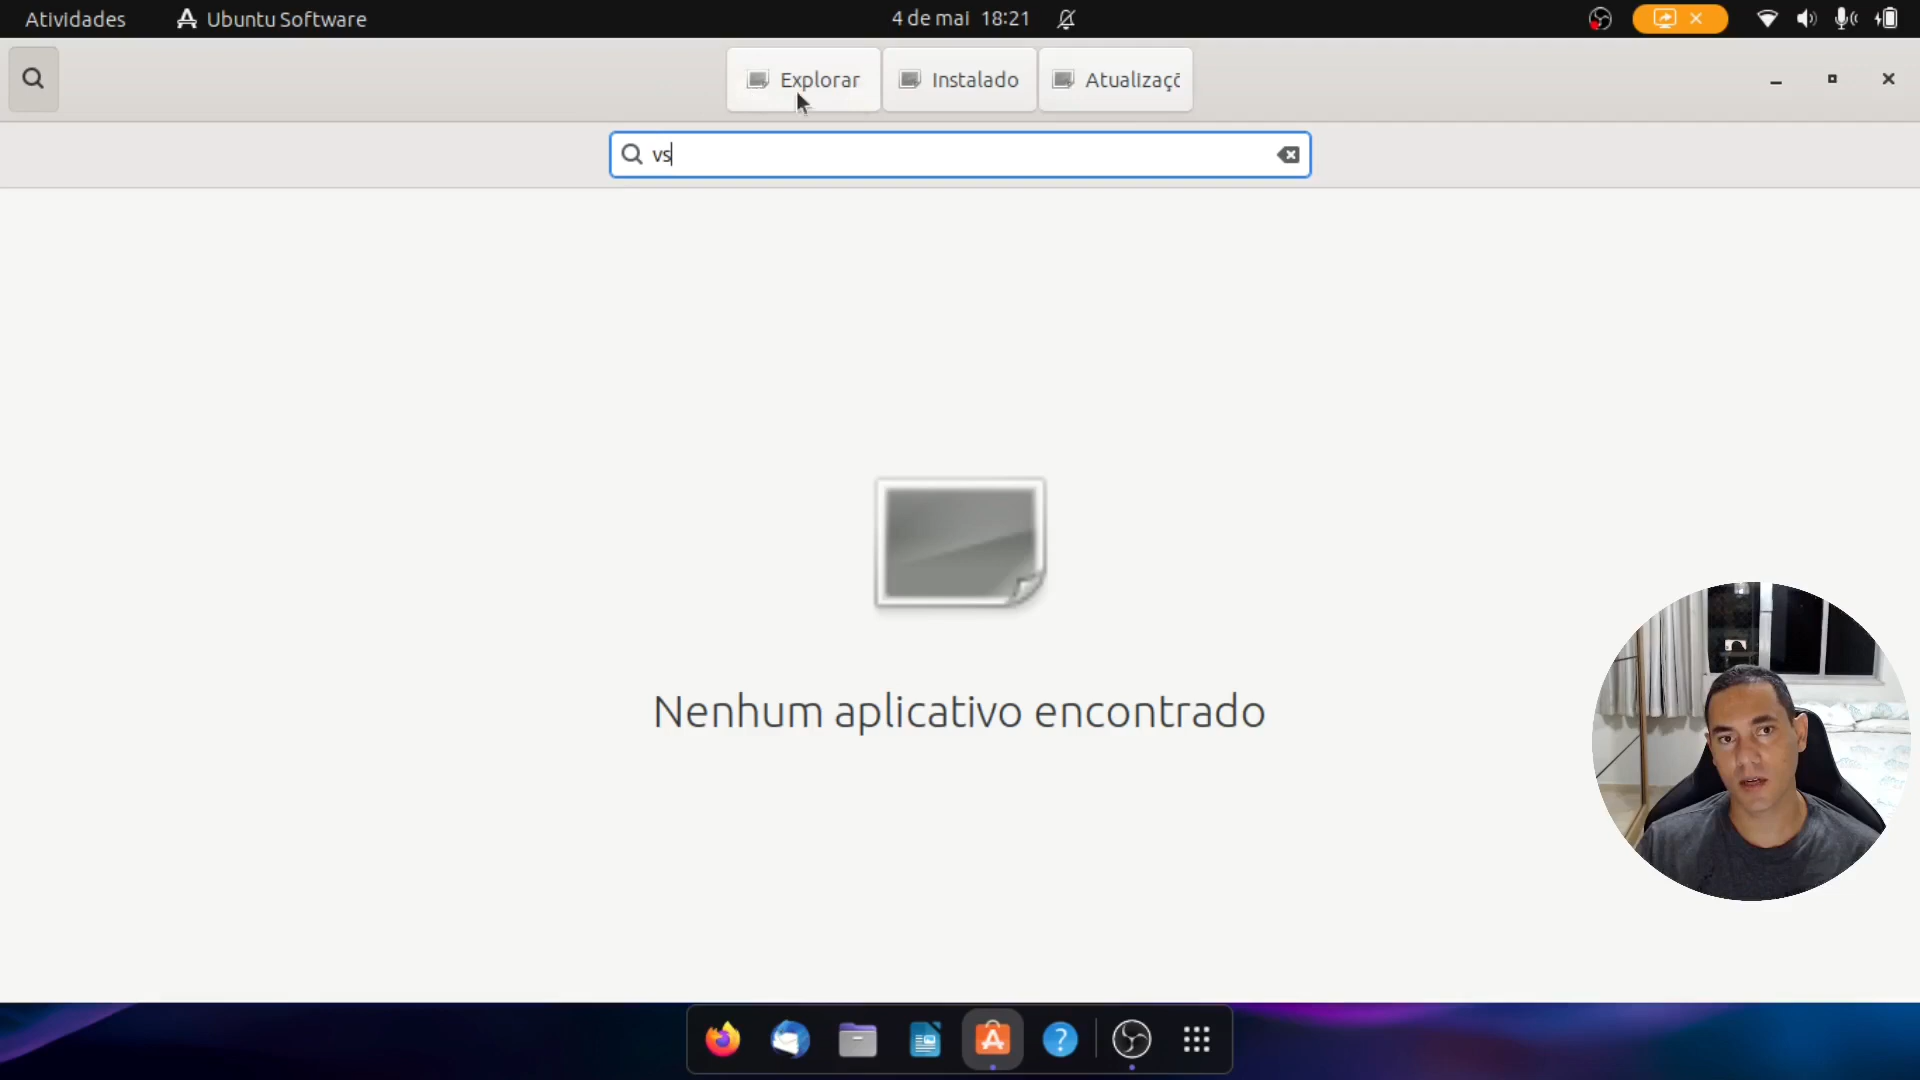 Atividades
Ubuntu Software
4 de mai 18:21
Explorar
Instalado
Atualizaçõ
vs
Nenhum aplicativo encontrado